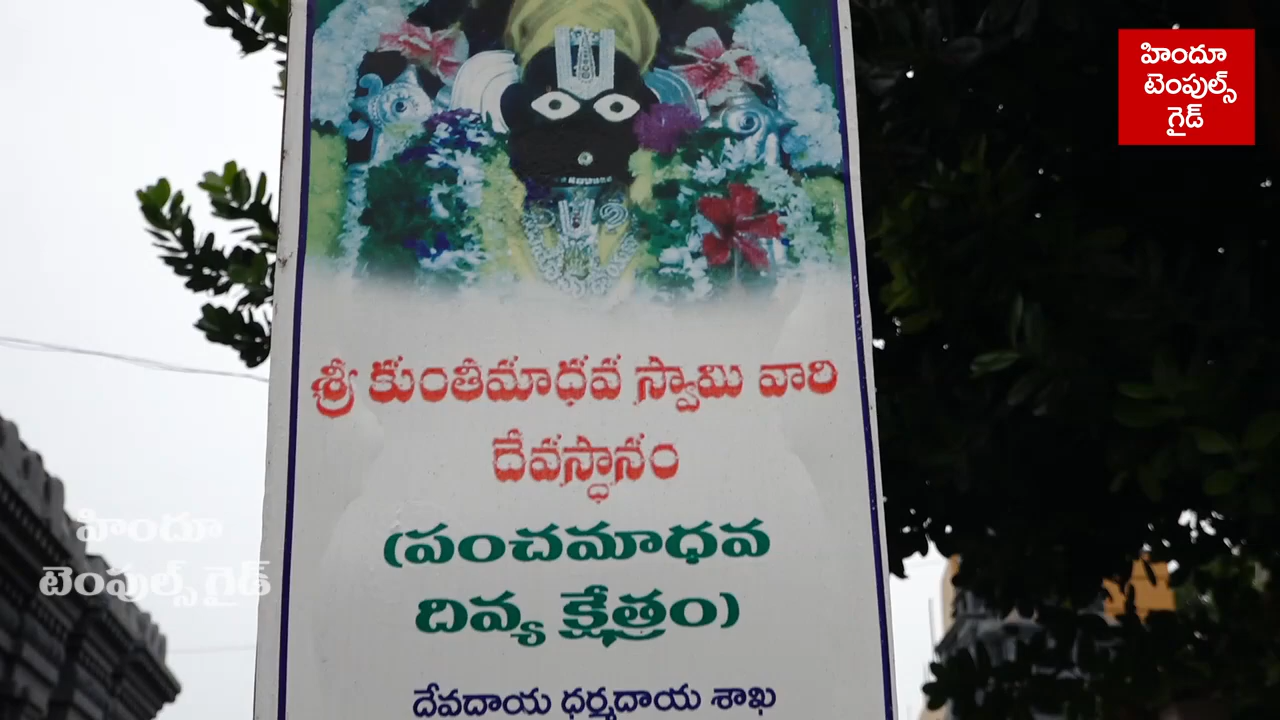 హిందూ
టెంపుల్స్
గైడ్
శ్రీ కుంతీమాధవ స్వామి వారి
దేవస్థానం
(పంచమాధవ
దివ్య క్షేత్రం)
దేవదాయ ధర్మదాయ శాఖ
హిందూ
టెంపుల్స్ గైడ్